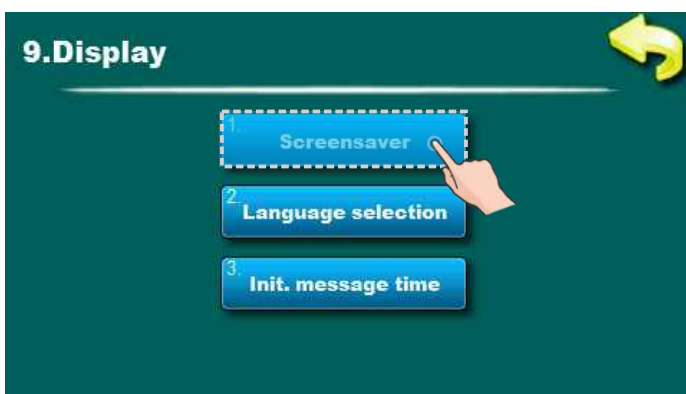 9.Display
1.
Screensaver
2.
Language selection
3.
Init. message time